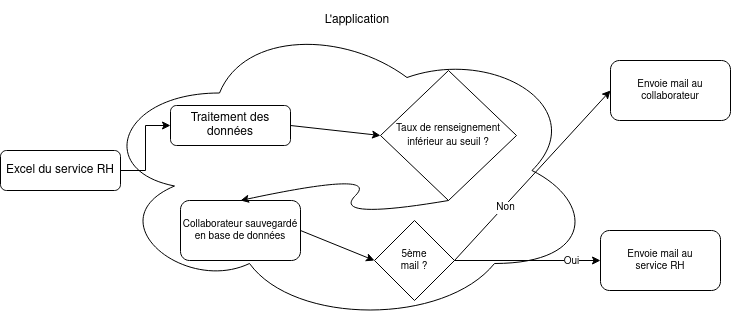 L'application
Envoie mail au
collaborateur
Traitement des
données
Taux de renseignement
inférieur au seuil ?
Excel du service RH
Non
Collaborateur sauvegardé
en base de données
5ème
mail ?
Oui
Envoie mail au
service RH